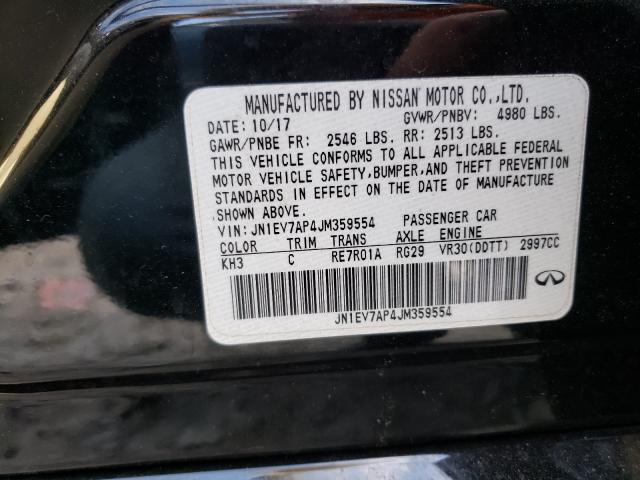 MANUFACTURED BY NISSAN MOTOR CO.,LTD.
DATE: 10/17 GVWR/PNBV: 4980 LBS.
GAWR/PNBE FR: 2546 LBS. RR: 2513 LBS.
THIS VEHICLE CONFORMS TO ALL APPLICABLE FEDERAL
MOTOR VEHICLE SAFETY, BUMPER, AND THEFT PREVENTION
STANDARDS IN EFFECT ON THE DATE OF MANUFACTURE
SHOWN ABOVE.
VIN: JN1EV7AP4JM359554 PASSENGER CAR
COLOR TRIM TRANS AXLE ENGINE
KH3 C RE7R01A RG29 VR30(DDTT) 2997CC
JN1EV7AP4JM359554